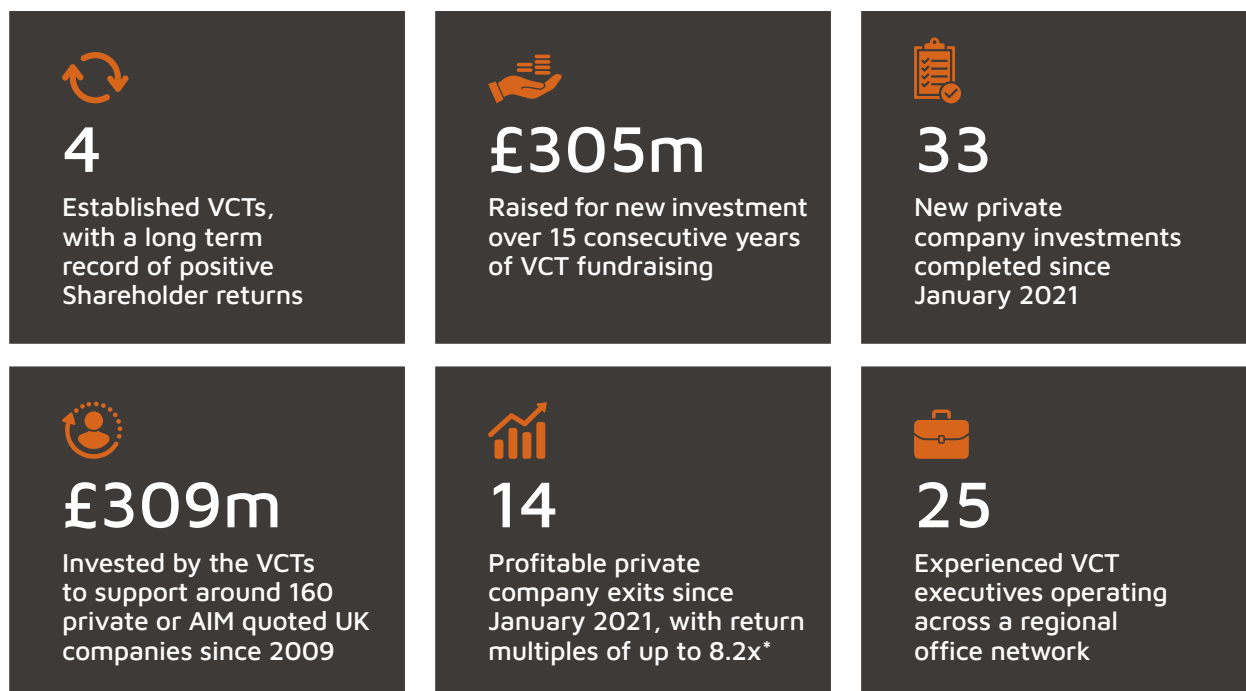 4
Established VCTs,
with a long term
record of positive
Shareholder returns
£305m
Raised for new investment
over 15 consecutive years
of VCT fundraising
33
New private
company investments
completed since
January 2021
£309m
Invested by the VCTs
to support around 160
private or AIM quoted UK
companies since 2009
14
Profitable private
company exits since
January 2021, with return
multiples of up to 8.2x*
25
Experienced VCT
executives operating
across a regional
office network